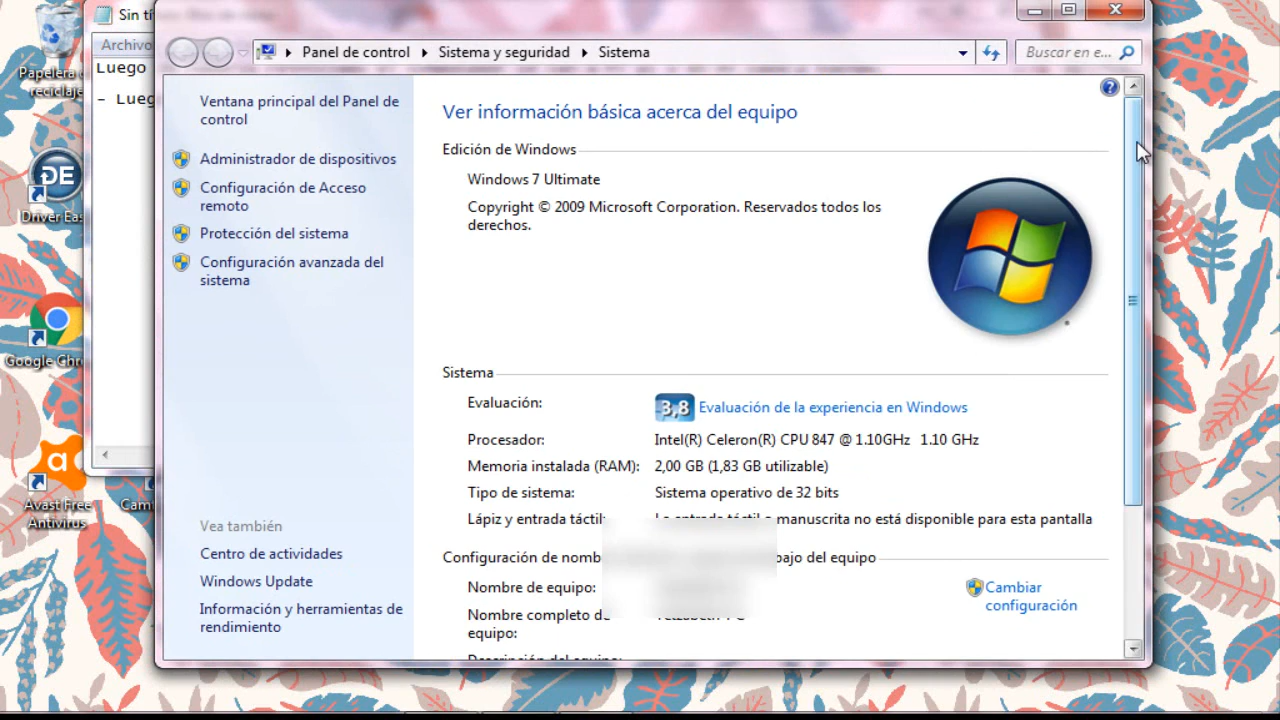 Papelera
reciclaje
Driver Eas
Google Chr
Avast Free
Antivirus
Cam
Sin tí
Archivo
Luego
- Lueg
Panel de control
Sistema y seguridad
Sistema
Buscar en e...
Ventana principal del Panel de
control
Administrador de dispositivos
Configuración de Acceso
remoto
Protección del sistema
Configuración avanzada del
sistema
Vea también
Centro de actividades
Windows Update
Información y herramientas de
rendimiento
Ver información básica acerca del equipo
Edición de Windows
Windows 7 Ultimate
Copyright © 2009 Microsoft Corporation. Reservados todos los
derechos.
Sistema
Evaluación: 3,8 Evaluación de la experiencia en Windows
Procesador: Intel(R) Celeron(R) CPU 847 @ 1.10GHz 1.10 GHz
Memoria instalada (RAM): 2,00 GB (1,83 GB utilizable)
Tipo de sistema: Sistema operativo de 32 bits
Lápiz y entrada táctil: La entrada táctil o manuscrita no está disponible para esta pantalla
Configuración de nomb bajo del equipo
Nombre de equipo:
Nombre completo de
equipo:
Descripción del equipo:
Cambiar
configuración